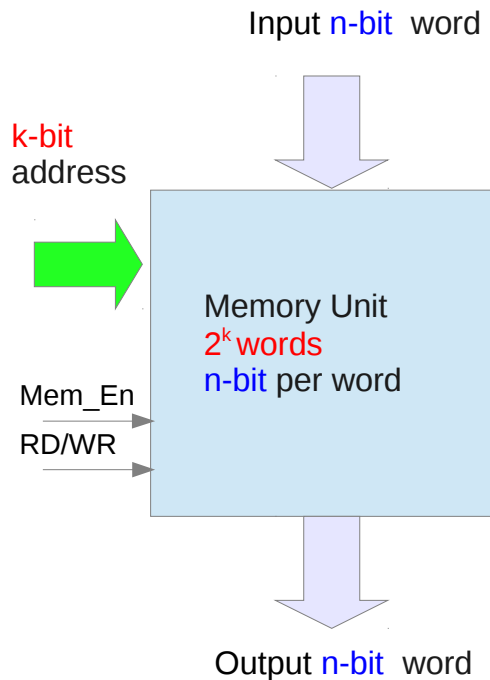 Input n-bit word
k-bit
address
Memory Unit
2ᵏ words
n-bit per word
Mem_En
RD/WR
Output n-bit word